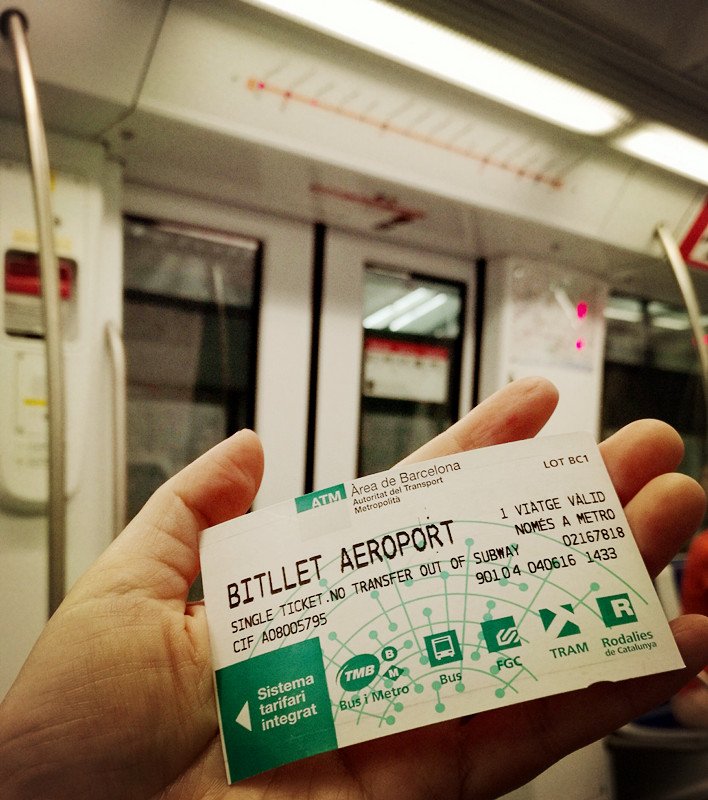 ATM Àrea de Barcelona
Autoritat del Transport
Metropolità
LOT BC1
BITLLET AEROPORT
1 VIATGE VÀLID
NOMÉS A METRO
SINGLE TICKET.NO TRANSFER OUT OF SUBWAY
02167818
CIF A08005795
90104 040616 1433
Sistema
tarifari
integrat
TMB B M
Bus i Metro
Bus
FGC
TRAM
R
Rodalies
de Catalunya